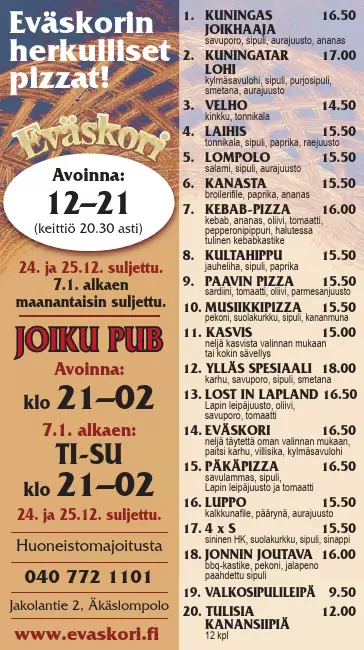 Eväskorin
herkulliset
pizzat!
Eväskori
Avoinna:
12–21
(keittiö 20.30 asti)
24. ja 25.12. suljettu.
7.1. alkaen
maanantaisin suljettu.
JOIKU PUB
Avoinna:
klo 21–02
7.1. alkaen:
TI-SU
klo 21–02
24. ja 25.12. suljettu.
Huoneistomajoitusta
040 772 1101
Jakolantie 2, Äkäslompolo
www.evaskori.fi
1. KUNINGAS 16.50
JOIKHAAJA
savuporo, sipuli, aurajuusto, ananas
2. KUNINGATAR 17.00
LOHI
kylmäsavulohi, sipuli, purjosipuli,
smetana, aurajuusto
3. VELHO 14.50
kinkku, tonnikala
4. LAIHIS 15.50
tonnikala, sipuli, paprika, raejuusto
5. LOMPOLO 15.50
salami, sipuli, aurajuusto
6. KANASTA 15.50
broilerifile, paprika, ananas
7. KEBAB-PIZZA 16.00
kebab, ananas, oliivi, tomaatti,
pepperonipippuri, halutessa
tulinen kebabkastike
8. KULTAHIPPU 15.50
jauheliha, sipuli, paprika
9. PAAVIN PIZZA 15.50
sardiini, tomaatti, oliivi, parmesanjuusto
10. MUSIIKKIPIZZA 15.50
pekoni, suolakurkku, sipuli, kananmuna
11. KASVIS 15.00
neljä kasvista valinnan mukaan
tai kokin sävellys
12. YLLÄS SPESIAALI 18.00
karhu, savuporo, sipuli, smetana
13. LOST IN LAPLAND 16.50
Lapin leipäjuusto, oliivi,
savuporo, tomaatti
14. EVÄSKORI 16.50
neljä täytettä oman valinnan mukaan,
paitsi karhu, villisika, kylmäsavulohi
15. PÄKÄPIZZA 15.50
savulammas, sipuli,
Lapin leipäjuusto ja tomaatti
16. LUPPO 15.50
kalkkunafile, päärynä, aurajuusto
17. 4 x S 15.50
sininen HK, suolakurkku, sipuli, sinappi
18. JONNIN JOUTAVA 16.00
bbq-kastike, pekoni, jalapeno
paahdettu sipuli
19. VALKOSIPULILEIPÄ 9.50
20. TULISIA 12.00
KANANSIIPIÄ
12 kpl